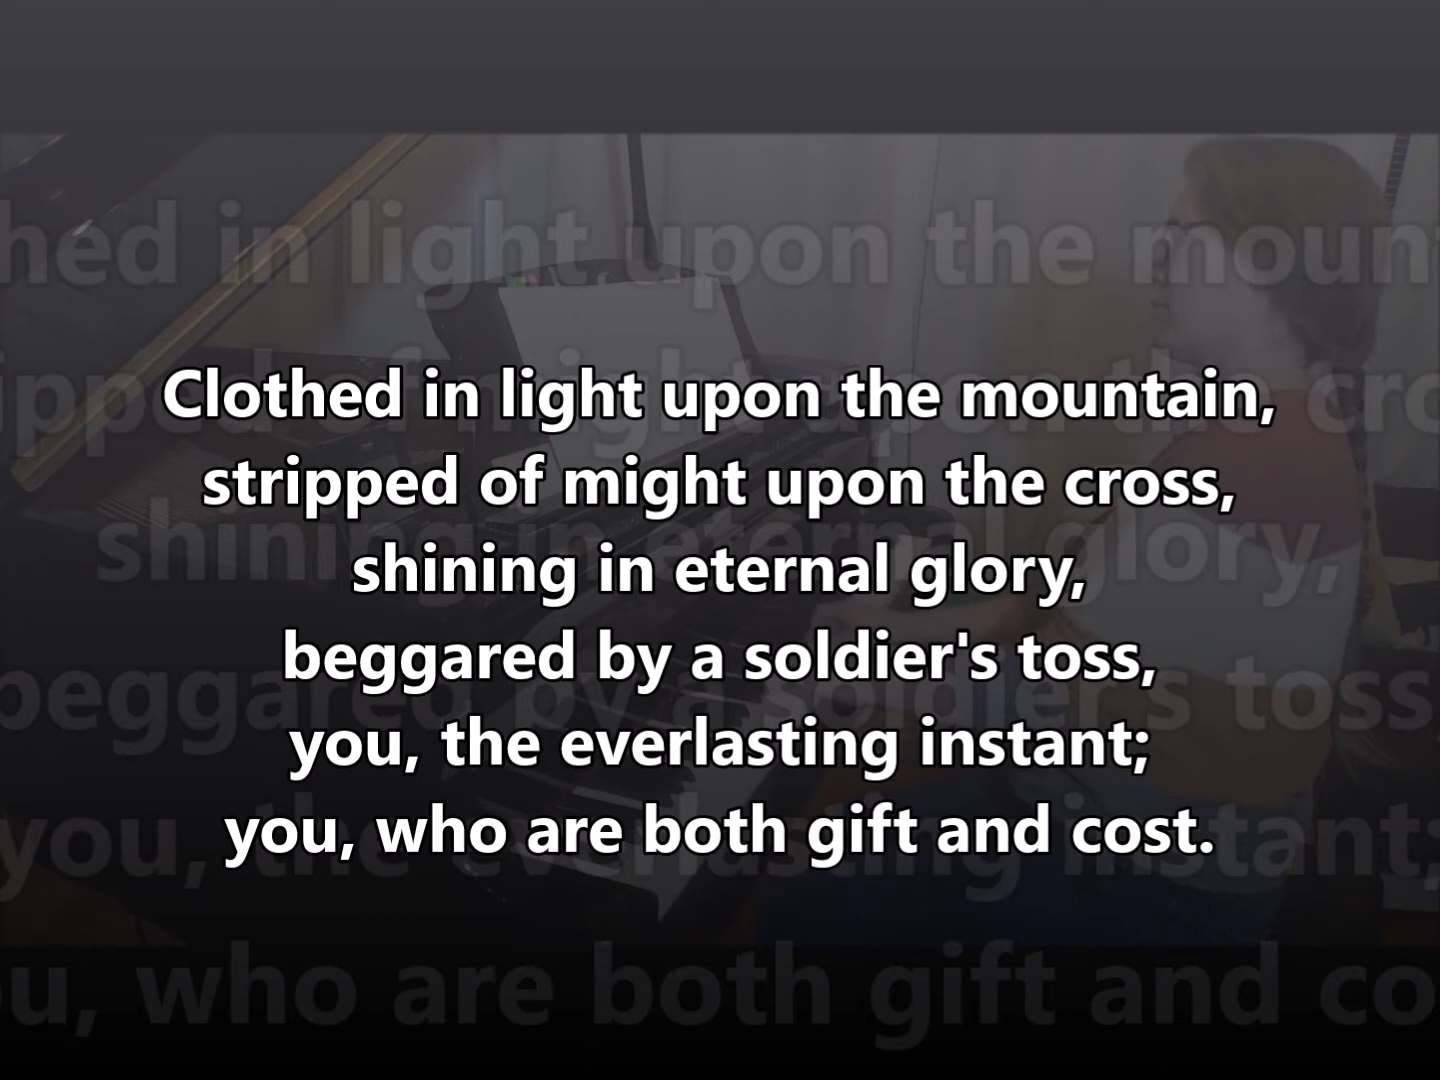 Clothed in light upon the mountain,
stripped of might upon the cross,
shining in eternal glory,
beggared by a soldier's toss,
you, the everlasting instant;
you, who are both gift and cost.